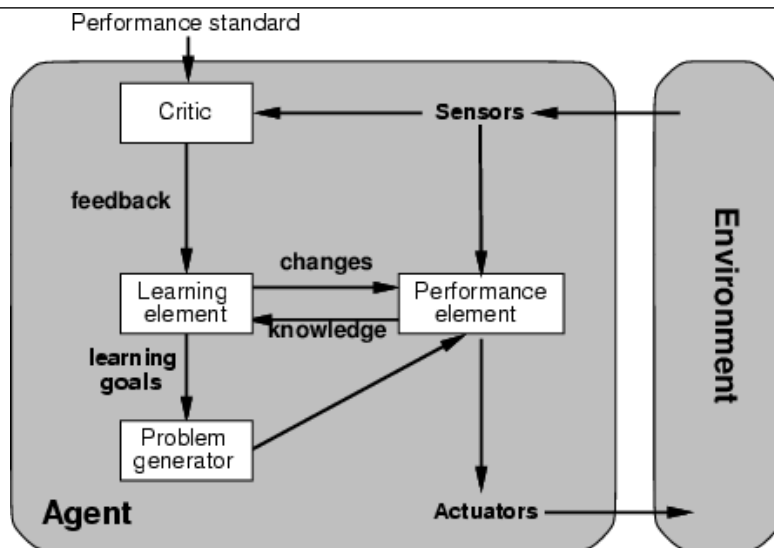 Performance standard
Critic
Sensors
feedback
changes
Learning
element
Performance
element
knowledge
learning
goals
Problem
generator
Agent
Actuators
Environment